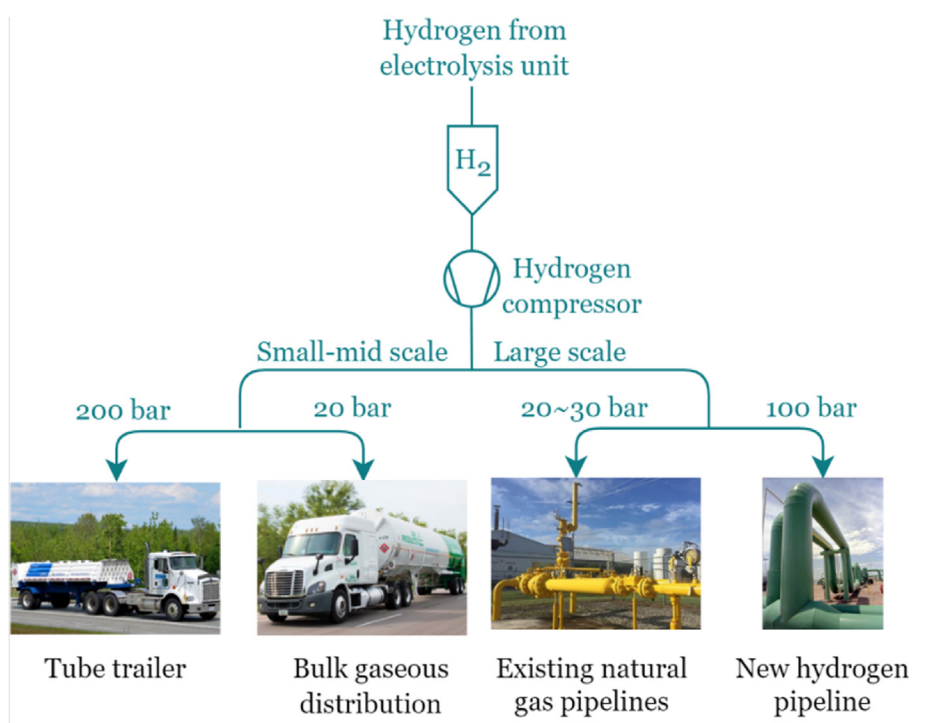 Hydrogen from
electrolysis unit
H₂
Hydrogen
compressor
Small-mid scale
Large scale
200 bar
20 bar
20~30 bar
100 bar
Tube trailer
Bulk gaseous
distribution
Existing natural
gas pipelines
New hydrogen
pipeline